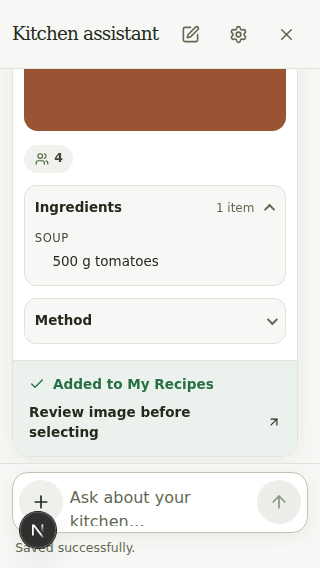 Kitchen assistant
4
Ingredients 1 item
SOUP
500 g tomatoes
Method
Added to My Recipes
Review image before
selecting
Ask about your
kitchen...
N
Saved successfully.